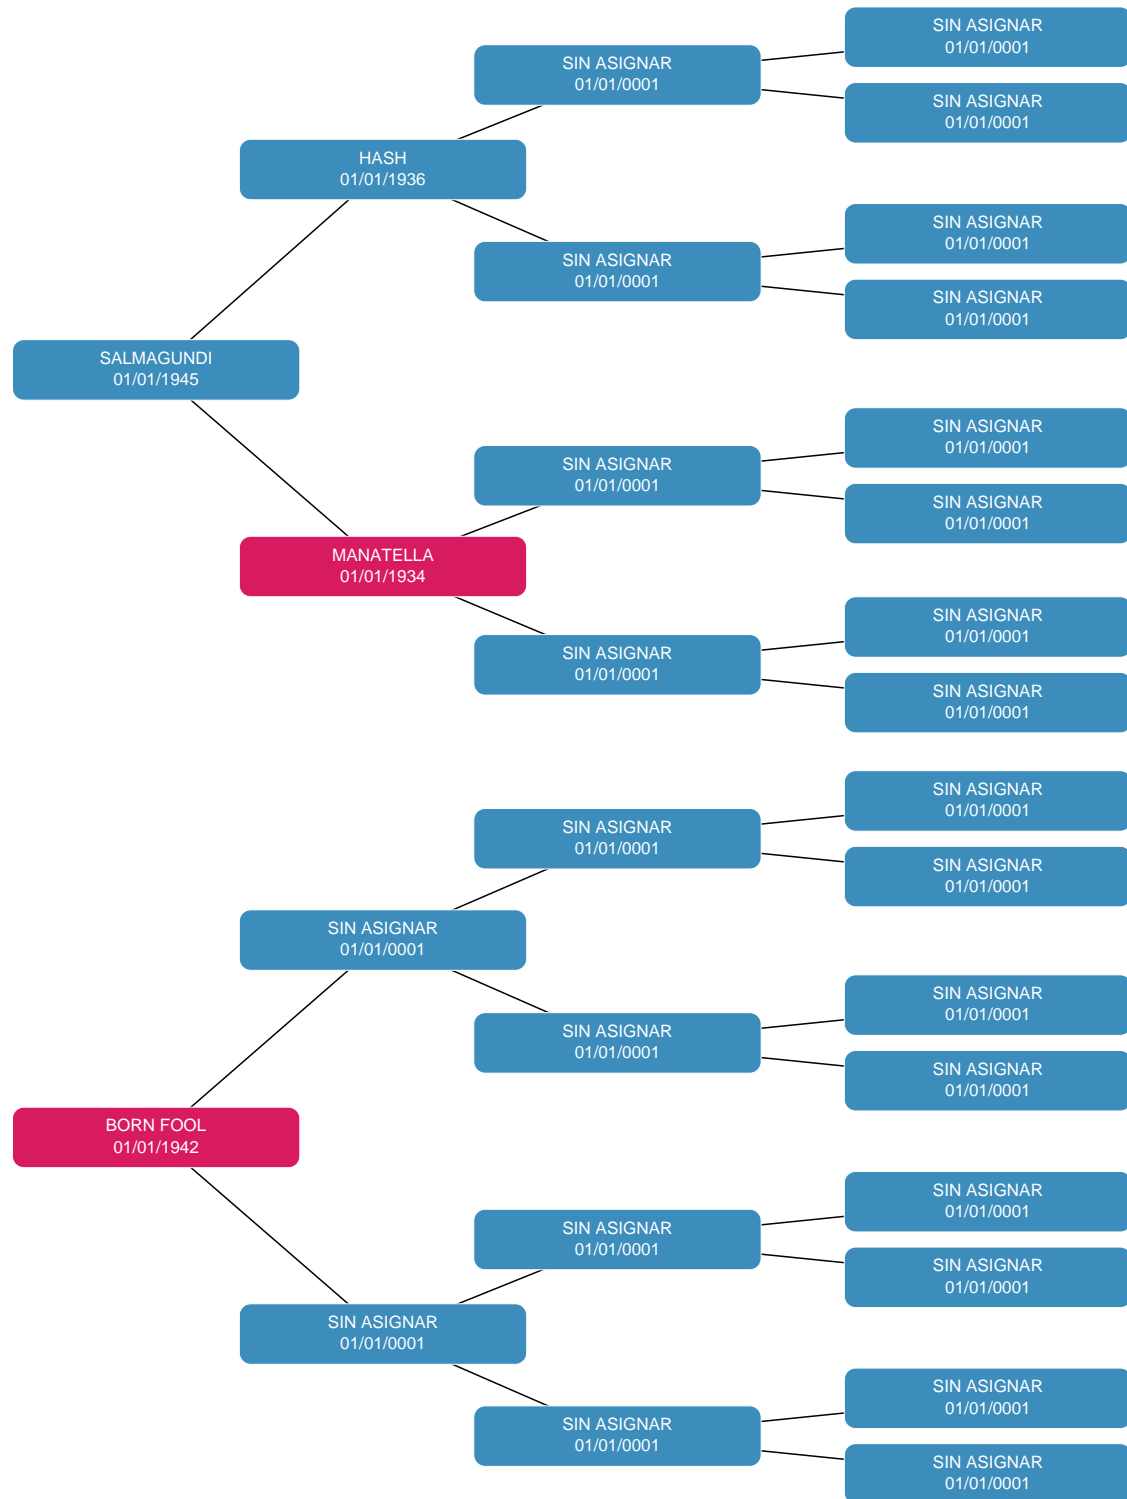 SIN ASIGNAR
01/01/0001
SIN ASIGNAR
01/01/0001
SIN ASIGNAR
01/01/0001
HASH
01/01/1936
SIN ASIGNAR
01/01/0001
SIN ASIGNAR
01/01/0001
SIN ASIGNAR
01/01/0001
SALMAGUNDI
01/01/1945
SIN ASIGNAR
01/01/0001
SIN ASIGNAR
01/01/0001
SIN ASIGNAR
01/01/0001
MANATELLA
01/01/1934
SIN ASIGNAR
01/01/0001
SIN ASIGNAR
01/01/0001
SIN ASIGNAR
01/01/0001
SIN ASIGNAR
01/01/0001
SIN ASIGNAR
01/01/0001
SIN ASIGNAR
01/01/0001
SIN ASIGNAR
01/01/0001
SIN ASIGNAR
01/01/0001
SIN ASIGNAR
01/01/0001
SIN ASIGNAR
01/01/0001
BORN FOOL
01/01/1942
SIN ASIGNAR
01/01/0001
SIN ASIGNAR
01/01/0001
SIN ASIGNAR
01/01/0001
SIN ASIGNAR
01/01/0001
SIN ASIGNAR
01/01/0001
SIN ASIGNAR
01/01/0001
SIN ASIGNAR
01/01/0001